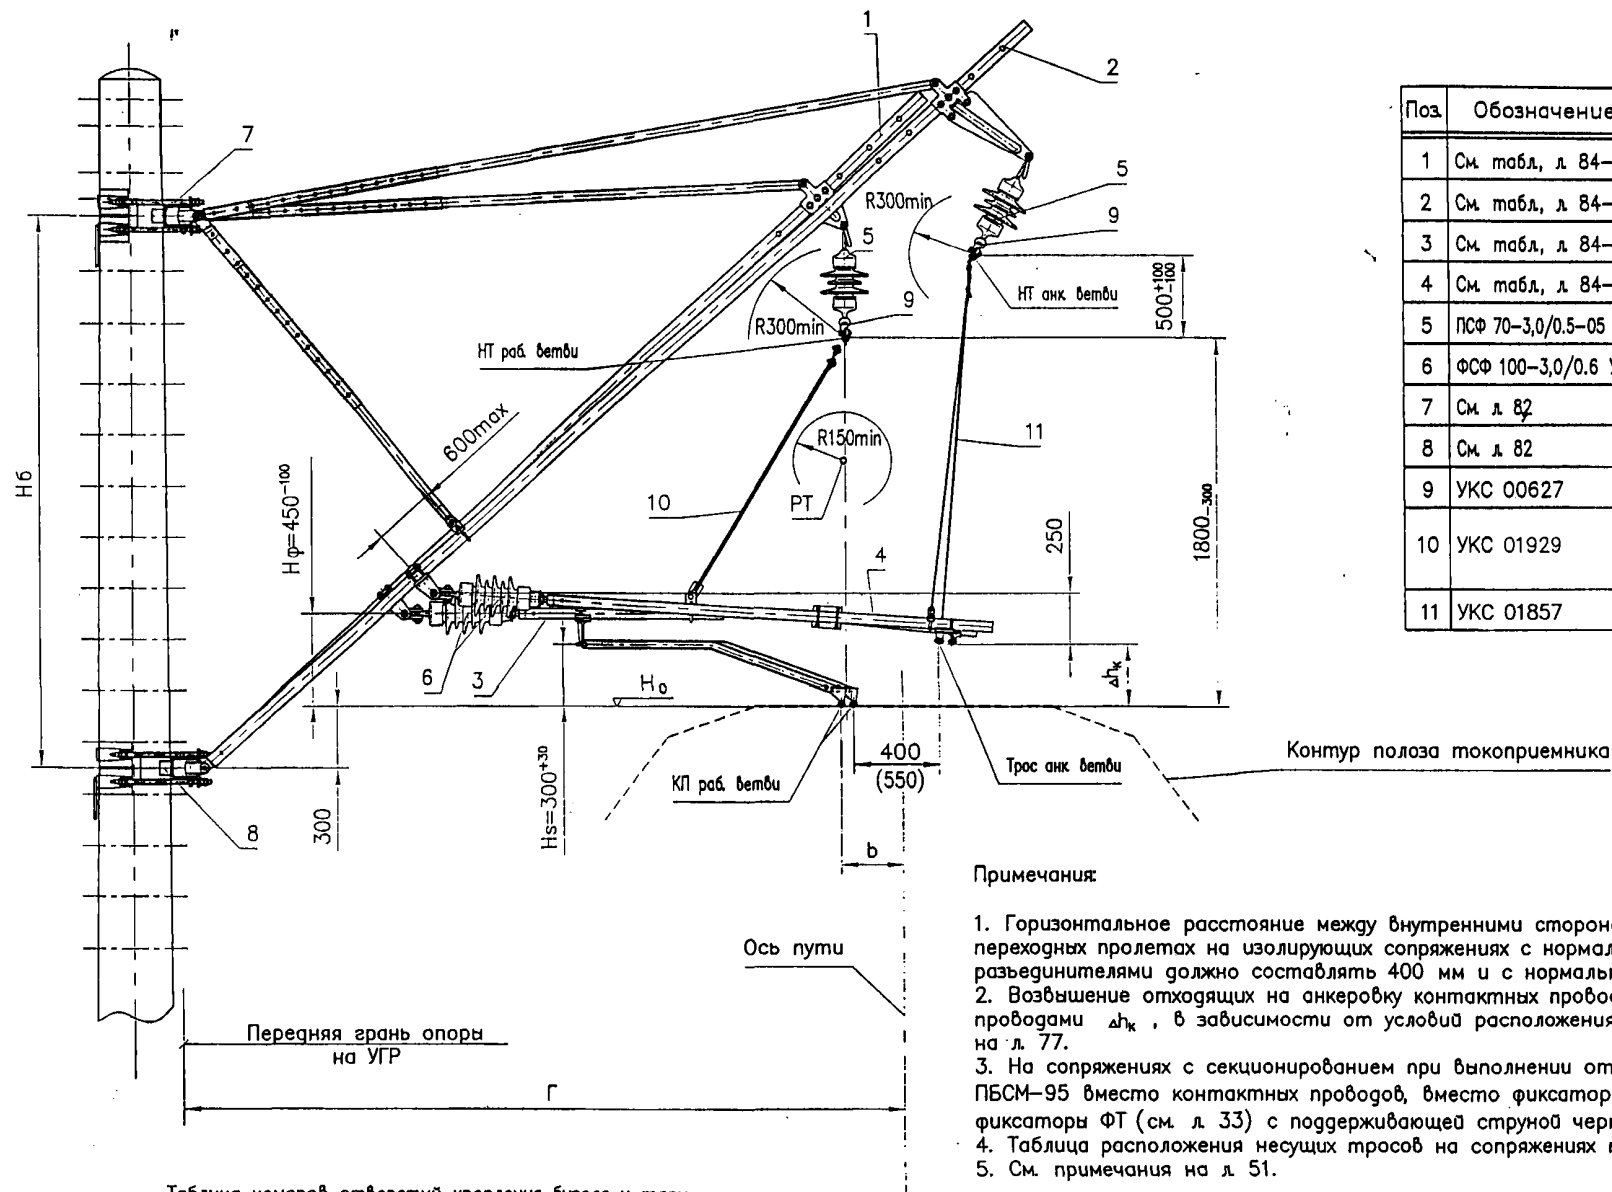 1
2
7
5
R300min
9
5
НТ анк. ветви
500+100-100
9
R300min
НТ раб. ветви
600max
R150min
11
Нб
Нф=450-100
10
РТ
1800-300
4
250
6
3
Но
Δhк
400
(550)
Трос анк. ветви
КП раб. ветви
Контур полоза токоприемника
300
Hs=300+30
8
b
Ось пути
Передняя грань опоры
на УГР
Г
Поз. Обозначение
1 См. табл, л. 84-
2 См. табл, л. 84-
3 См. табл, л. 84-
4 См. табл, л. 84-
5 ПСФ 70-3,0/0.5-05
6 ФСФ 100-3,0/0.6
7 См. л. 82
8 См. л. 82
9 УКС 00627
10 УКС 01929
11 УКС 01857
Примечания:
1. Горизонтальное расстояние между внутренними
переходных пролетах на изолирующих сопряжениях с
разъединителями должно составлять 400 мм и с
2. Возвышение отходящих на анкеровку контактных
проводами Δhк , в зависимости от условий расположения
на л. 77.
3. На сопряжениях с секционированием при выполнении
ПБСМ-95 вместо контактных проводов, вместо
фиксаторы ФТ (см. л. 33) с поддерживающей струной
4. Таблица расположения несущих тросов на сопряжениях
5. См. примечания на л. 51.